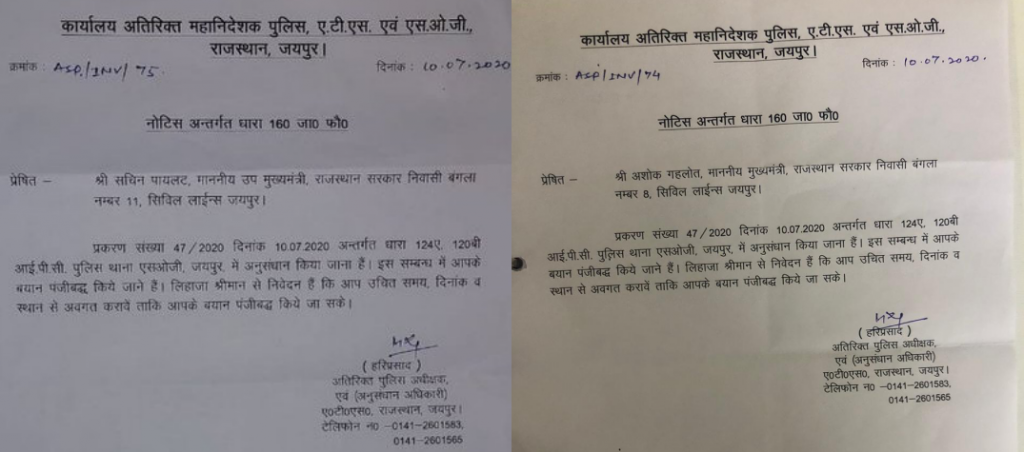 कार्यालय अतिरिक्त महानिदेशक पुलिस, ए.टी.एस. एवं एस.ओ.जी.,
राजस्थान, जयपुर।
क्रमांक : ASP/INV/75. दिनांक : 10.07.2020
नोटिस अन्तर्गत धारा 160 जा0 फौ0
प्रेषित – श्री सचिन पायलट, माननीय उप मुख्यमंत्री, राजस्थान सरकार निवासी बंगला
नम्बर 11, सिविल लाईन्स जयपुर।
प्रकरण संख्या 47/2020 दिनांक 10.07.2020 अन्तर्गत धारा 124ए, 120बी
आई.पी.सी. पुलिस थाना एसओजी, जयपुर, में अनुसंधान किया जाना हैं। इस सम्बन्ध में आपके
बयान पंजीबद्ध किये जाने है। लिहाजा श्रीमान से निवेदन हैं कि आप उचित समय, दिनांक व
स्थान से अवगत करावें ताकि आपके बयान पंजीबद्ध किये जा सके।
( हरिप्रसाद )
अतिरिक्त पुलिस अधीक्षक,
एवं (अनुसंधान अधिकारी)
ए0टी0एस0, राजस्थान, जयपुर।
टेलिफोन न0 –0141–2601583,
0141–2601565
कार्यालय अतिरिक्त महानिदेशक पुलिस, ए.टी.एस. एवं एस.ओ.जी.,
राजस्थान, जयपुर।
क्रमांक : ASP/INV/74 दिनांक : 10.07.2020.
नोटिस अन्तर्गत धारा 160 जा0 फौ0
प्रेषित – श्री अशोक गहलोत, माननीय मुख्यमंत्री, राजस्थान सरकार निवासी बंगला
नम्बर 8, सिविल लाईन्स जयपुर।
प्रकरण संख्या 47/2020 दिनांक 10.07.2020 अन्तर्गत धारा 124ए, 120बी
आई.पी.सी. पुलिस थाना एसओजी, जयपुर, में अनुसंधान किया जाना हैं। इस सम्बन्ध में आपके
बयान पंजीबद्ध किये जाने हैं। लिहाजा श्रीमान से निवेदन हैं कि आप उचित समय, दिनांक व
स्थान से अवगत करावें ताकि आपके बयान पंजीबद्ध किये जा सके।
( हरिप्रसाद )
अतिरिक्त पुलिस अधीक्षक,
एवं (अनुसंधान अधिकारी)
ए0टी0एस0, राजस्थान, जयपुर।
टेलिफोन न0 –0141–2601583,
0141–2601565